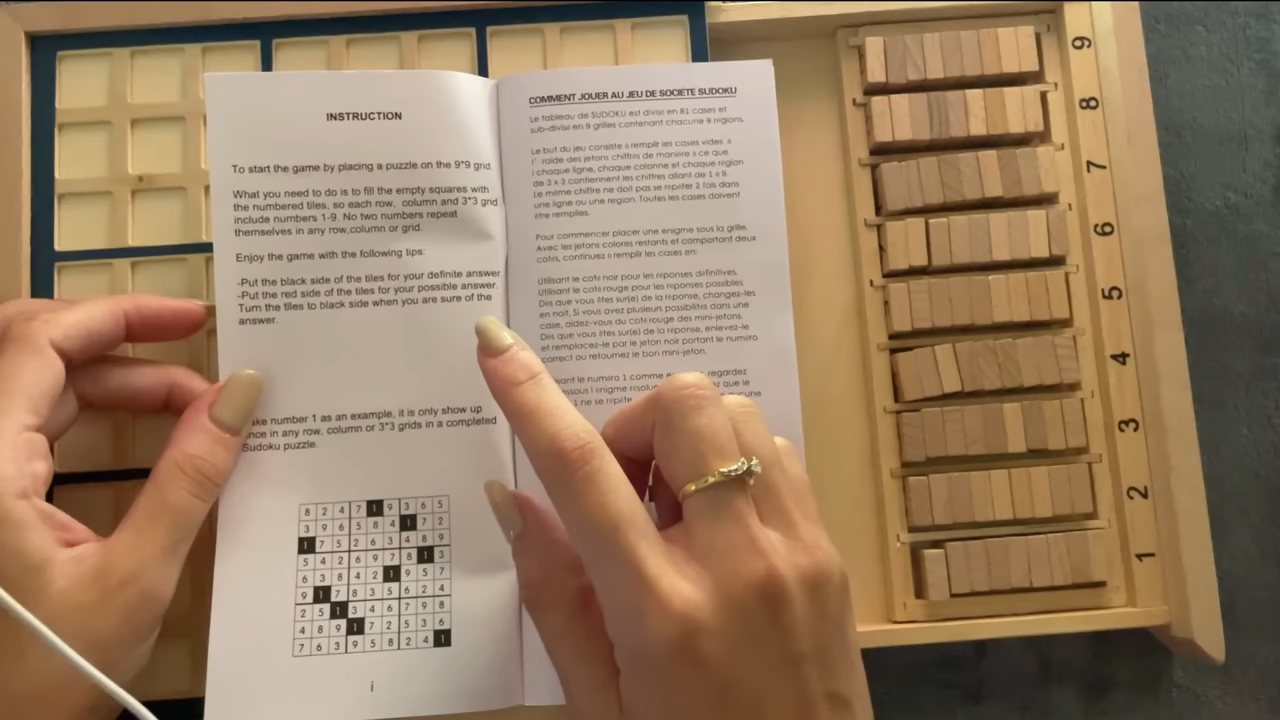 INSTRUCTION
To start the game by placing a puzzle on the 9*9 grid.
What you need to do is to fill the empty squares with
the numbered tiles, so each row, column and 3*3 grid
include numbers 1-9. No two numbers repeat
themselves in any row,column or grid.
Enjoy the game with the following tips:
-Put the black side of the tiles for your definite answer.
-Put the red side of the tiles for your possible answer.
Turn the tiles to black side when you are sure of the
answer.
ake number 1 as an example, it is only show up
nce in any row, column or 3*3 grids in a completed
Sudoku puzzle.
8 2 4 7 1 9 3 6 5
3 9 6 5 8 4 1 7 2
1 7 5 2 6 3 4 8 9
5 4 2 6 9 7 8 1 3
6 3 8 4 2 1 9 5 7
9 1 7 8 3 5 6 2 4
2 5 1 3 4 6 7 9 8
4 8 9 1 7 2 5 3 6
7 6 3 9 5 8 2 4 1
i
COMMENT JOUER AU JEU DE SOCIETE SUDOKU
Le tableau de SUDOKU est divisé en 81 cases et
sub-divisé en 9 grilles contenant chacune 9 régions.
Le but du jeu consiste à remplir les cases vides à
l' aide des jetons chiffrés de manière à ce que
chaque ligne, chaque colonne et chaque région
de 3 x 3 contiennent les chiffres allant de 1 à 9.
Le même chiffre ne doit pas se répéter 2 fois dans
une ligne ou une region. Toutes les cases doivent
être remplies.
Pour commencer placer une enigme sous la grille.
Avec les jetons colorés restants et comportant deux
cotés, continuez à remplir les cases en:
Utilisant le coté noir pour les réponses définitives.
Utilisant le coté rouge pour les réponses possibles.
Dès que vous êtes sur(e) de la réponse, changez-les
en noir. Si vous avez plusieurs possibilités dans une
case, aidez-vous du coté rouge des mini-jetons.
Dès que vous êtes sur(e) de la réponse, enlevez-le
et remplacez-le par le jeton noir portant le numéro
correct ou retournez le bon mini-jeton.
ant le numéro 1 comme regardez
essous l énigme résolu que le
1 ne se répète
9
8
7
6
5
4
3
2
1